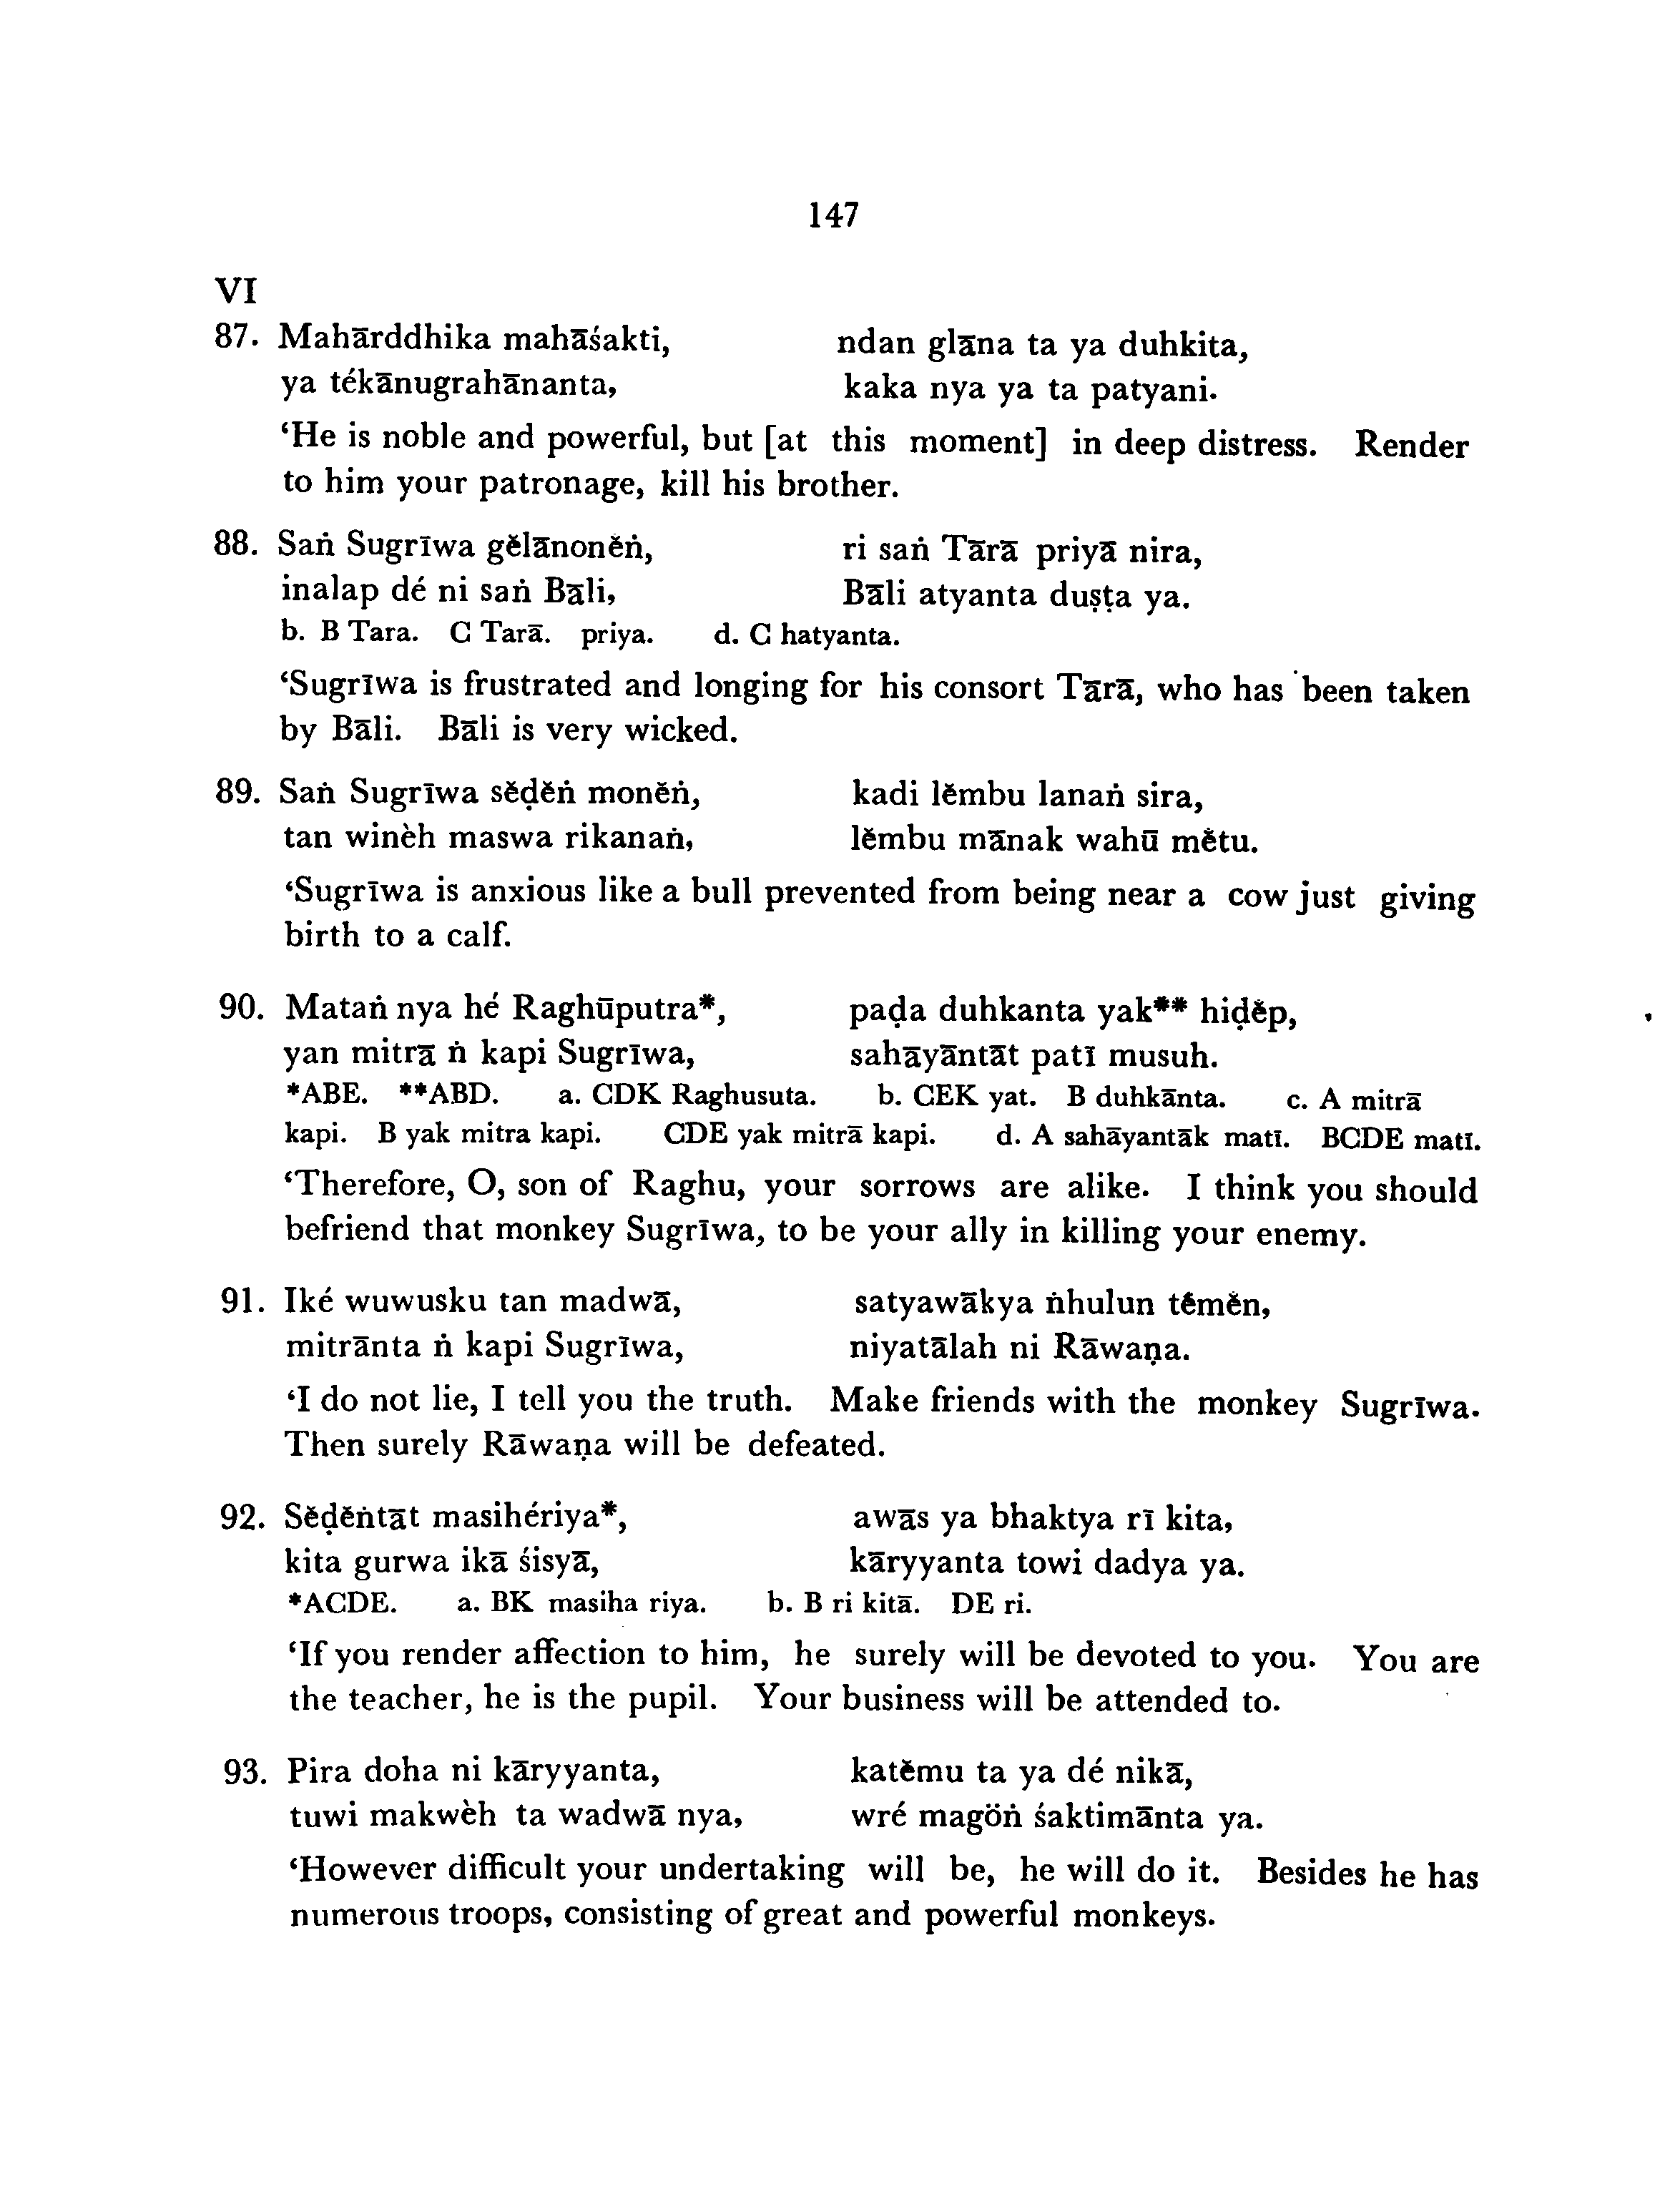 147
VI
87. Mahārddhika mahāśakti, ndan glāna ta ya duhkita,
ya tékānugrahānanta, kaka nya ya ta patyani.
‘He is noble and powerful, but [at this moment] in deep distress. Render
to him your patronage, kill his brother.
88. Saṅ Sugrīwa gĕlānonĕṅ, ri saṅ Tārā priyā nira,
inalap dé ni saṅ Bāli, Bāli atyanta duṣṭa ya.
b. B Tara. C Tarā. priya. d. C hatyanta.
‘Sugrīwa is frustrated and longing for his consort Tārā, who has been taken
by Bāli. Bāli is very wicked.
89. Saṅ Sugrīwa sĕḍĕṅ monĕṅ, kadi lĕmbu lanaṅ sira,
tan winèh maswa rikanaṅ, lĕmbu mānak wahū mĕtu.
‘Sugrīwa is anxious like a bull prevented from being near a cow just giving
birth to a calf.
90. Mataṅ nya hé Raghūputra*, paḍa duhkanta yak** hiḍĕp,
yan mitrā ṅ kapi Sugrīwa, sahāyāntāt patī musuh.
*ABE. **ABD. a. CDK Raghusuta. b. CEK yat. B duhkānta. c. A mitrā
kapi. B yak mitra kapi. CDE yak mitrā kapi. d. A sahāyantāk matī. BCDE matī.
‘Therefore, O, son of Raghu, your sorrows are alike. I think you should
befriend that monkey Sugrīwa, to be your ally in killing your enemy.
91. Iké wuwusku tan madwā, satyawākya ṅhulun tĕmĕn,
mitrānta ṅ kapi Sugrīwa, niyatālah ni Rāwaṇa.
‘I do not lie, I tell you the truth. Make friends with the monkey Sugrīwa.
Then surely Rāwaṇa will be defeated.
92. Sĕḍĕṅtāt masihériya*, awās ya bhaktya rī kita,
kita gurwa ikā śisyā, kāryyanta towi dadya ya.
*ACDE. a. BK masiha riya. b. B ri kitā. DE ri.
‘If you render affection to him, he surely will be devoted to you. You are
the teacher, he is the pupil. Your business will be attended to.
93. Pira doha ni kāryyanta, katĕmu ta ya dé nikā,
tuwi makwèh ta wadwā nya, wré magöṅ śaktimānta ya.
‘However difficult your undertaking will be, he will do it. Besides he has
numerous troops, consisting of great and powerful monkeys.